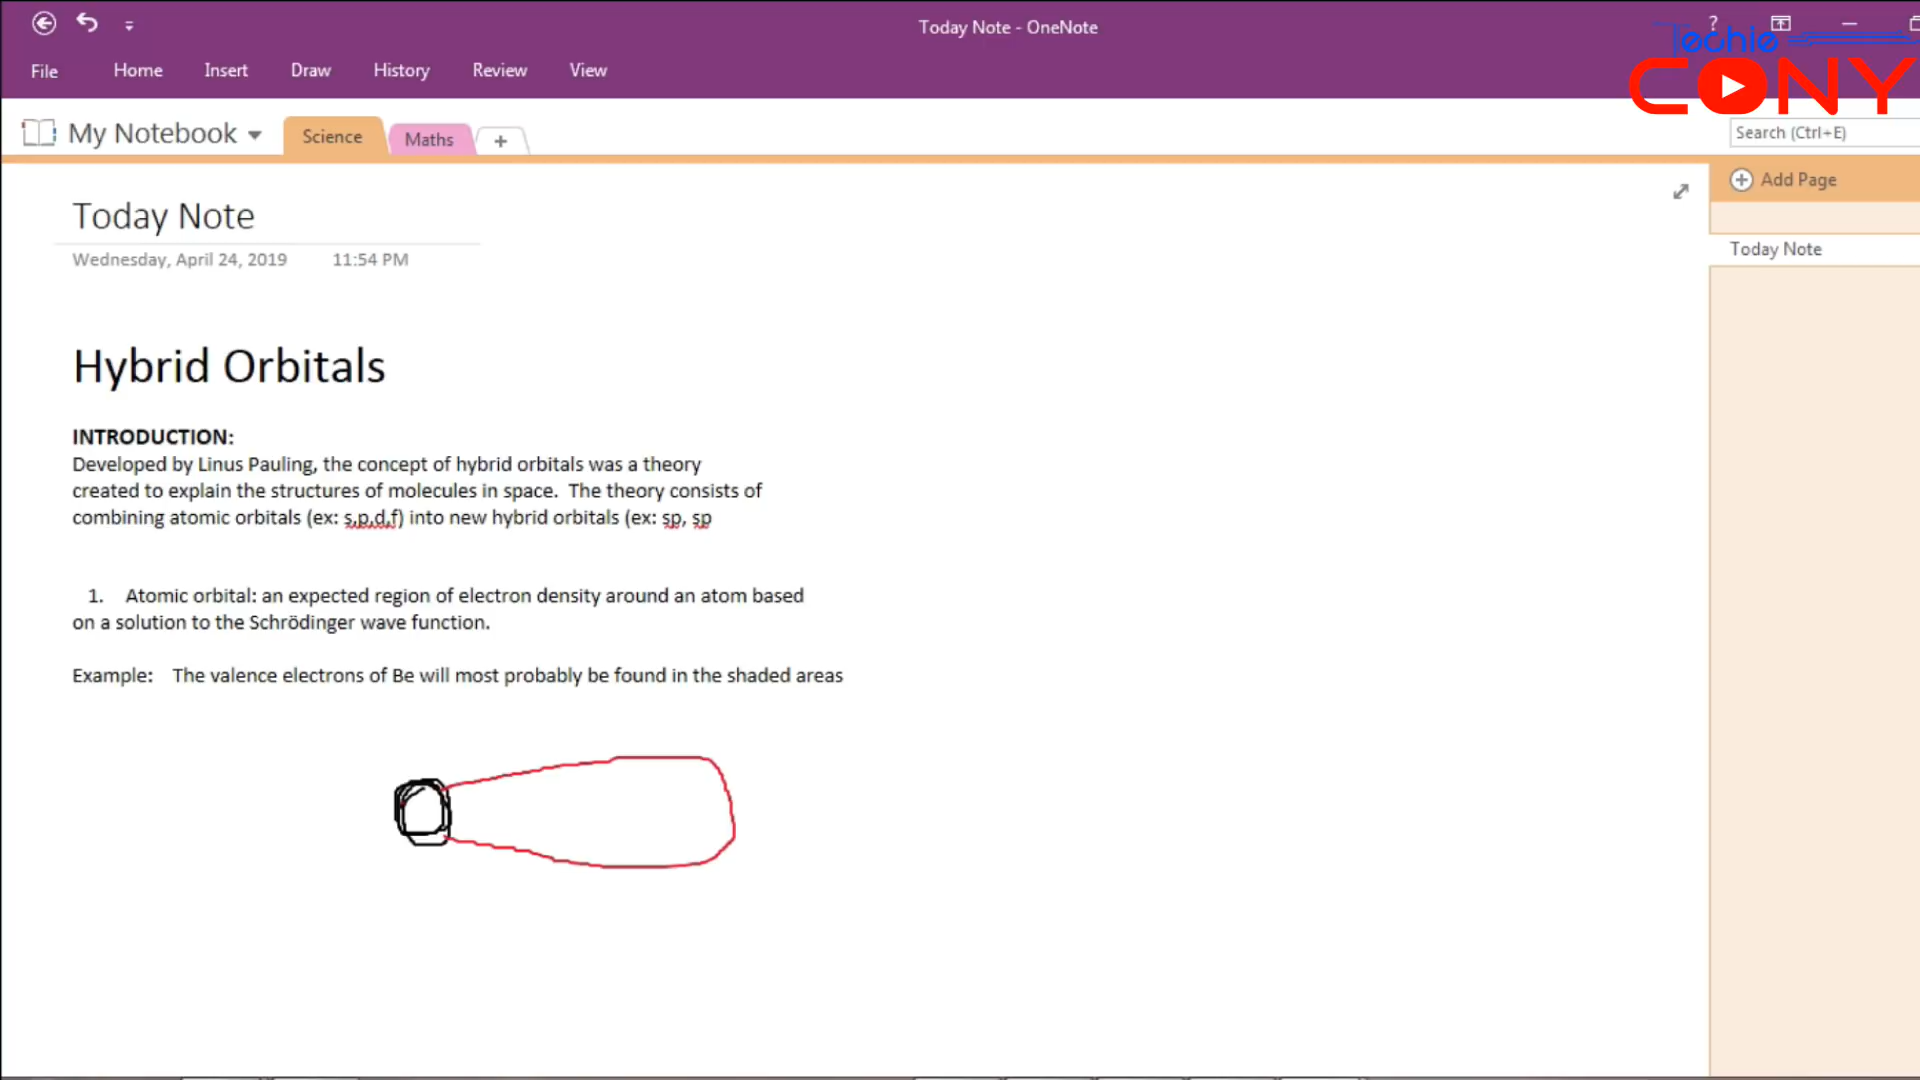 Today Note - OneNote
?
Techie
CONY
File Home Insert Draw History Review View
My Notebook Science Maths +
Search (Ctrl+E)
Add Page
Today Note
Today Note
Wednesday, April 24, 2019 11:54 PM
Hybrid Orbitals
INTRODUCTION:
Developed by Linus Pauling, the concept of hybrid orbitals was a theory
created to explain the structures of molecules in space. The theory consists of
combining atomic orbitals (ex: s,p,d,f) into new hybrid orbitals (ex: sp, sp
1. Atomic orbital: an expected region of electron density around an atom based
on a solution to the Schrödinger wave function.
Example: The valence electrons of Be will most probably be found in the shaded areas